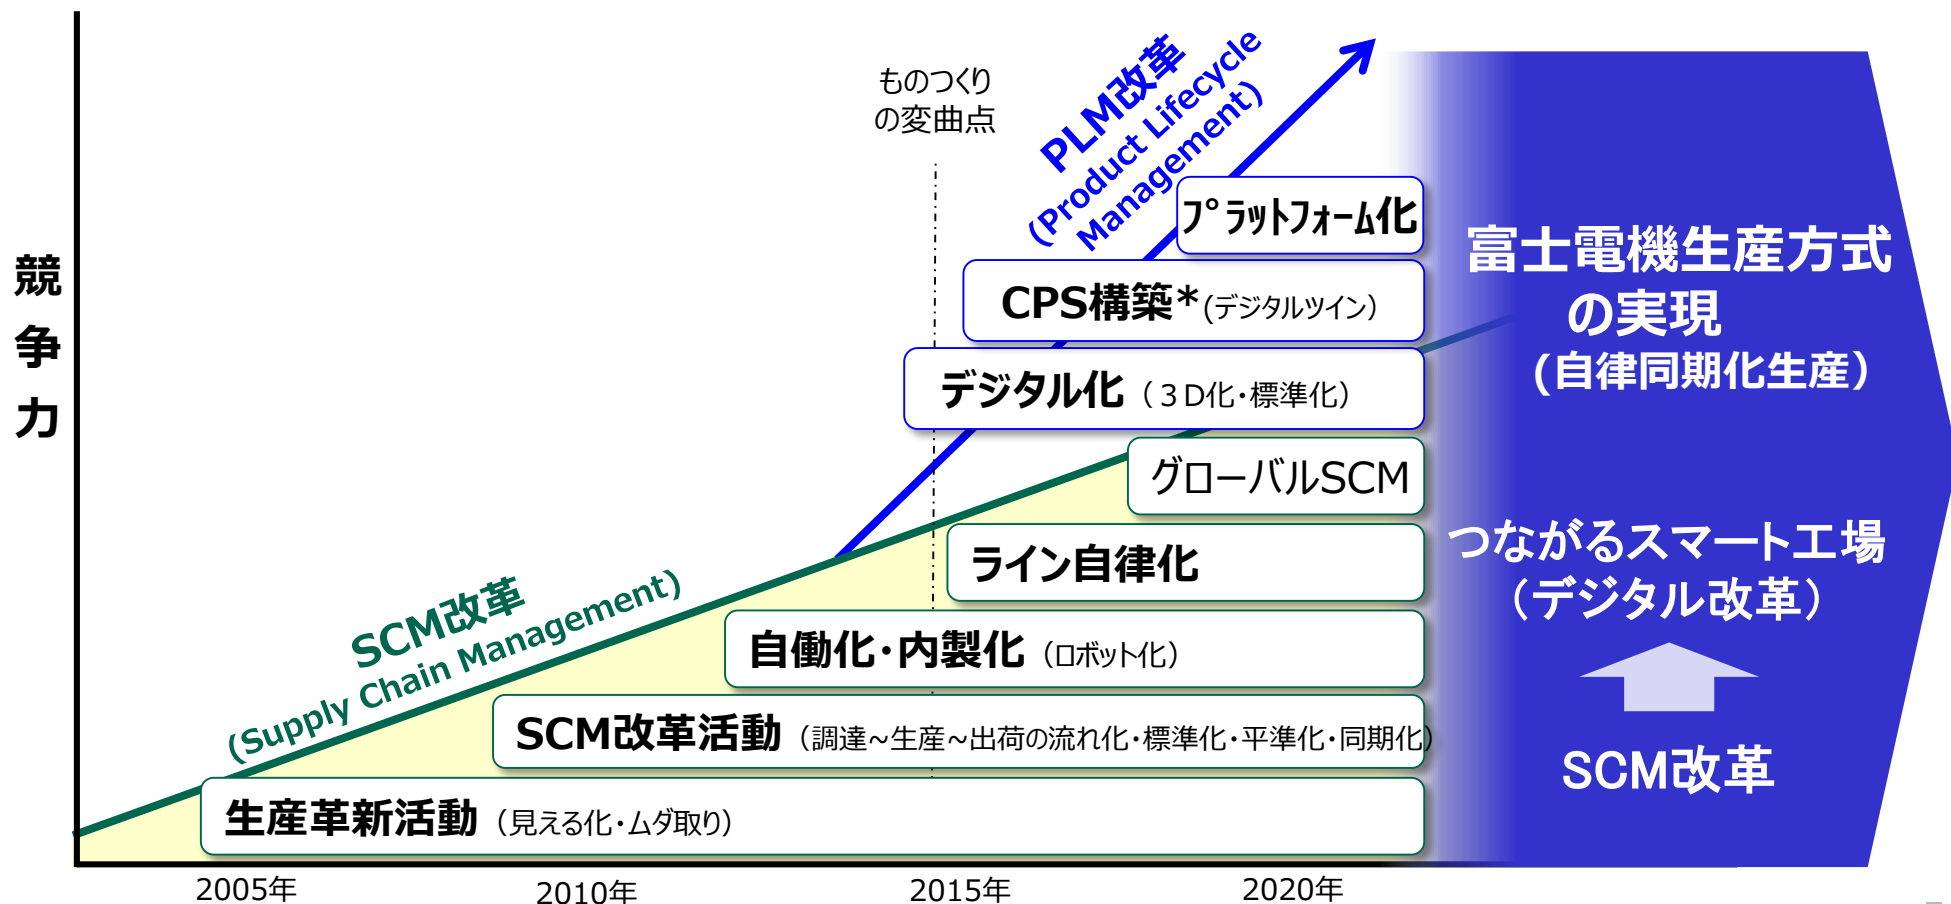 競
争
力
ものつくり
の変曲点
PLM改革
(Product Lifecycle
Management)
プラットフォーム化
CPS構築*(デジタルツイン)
デジタル化（３D化・標準化）
グローバルSCM
ライン自律化
自働化・内製化（ロボット化）
SCM改革活動（調達~生産~出荷の流れ化・標準化・平準化・同期化）
生産革新活動（見える化・ムダ取り）
SCM改革
(Supply Chain Management)
富士電機生産方式
の実現
(自律同期化生産）
つながるスマート工場
（デジタル改革）
SCM改革
2005年
2010年
2015年
2020年